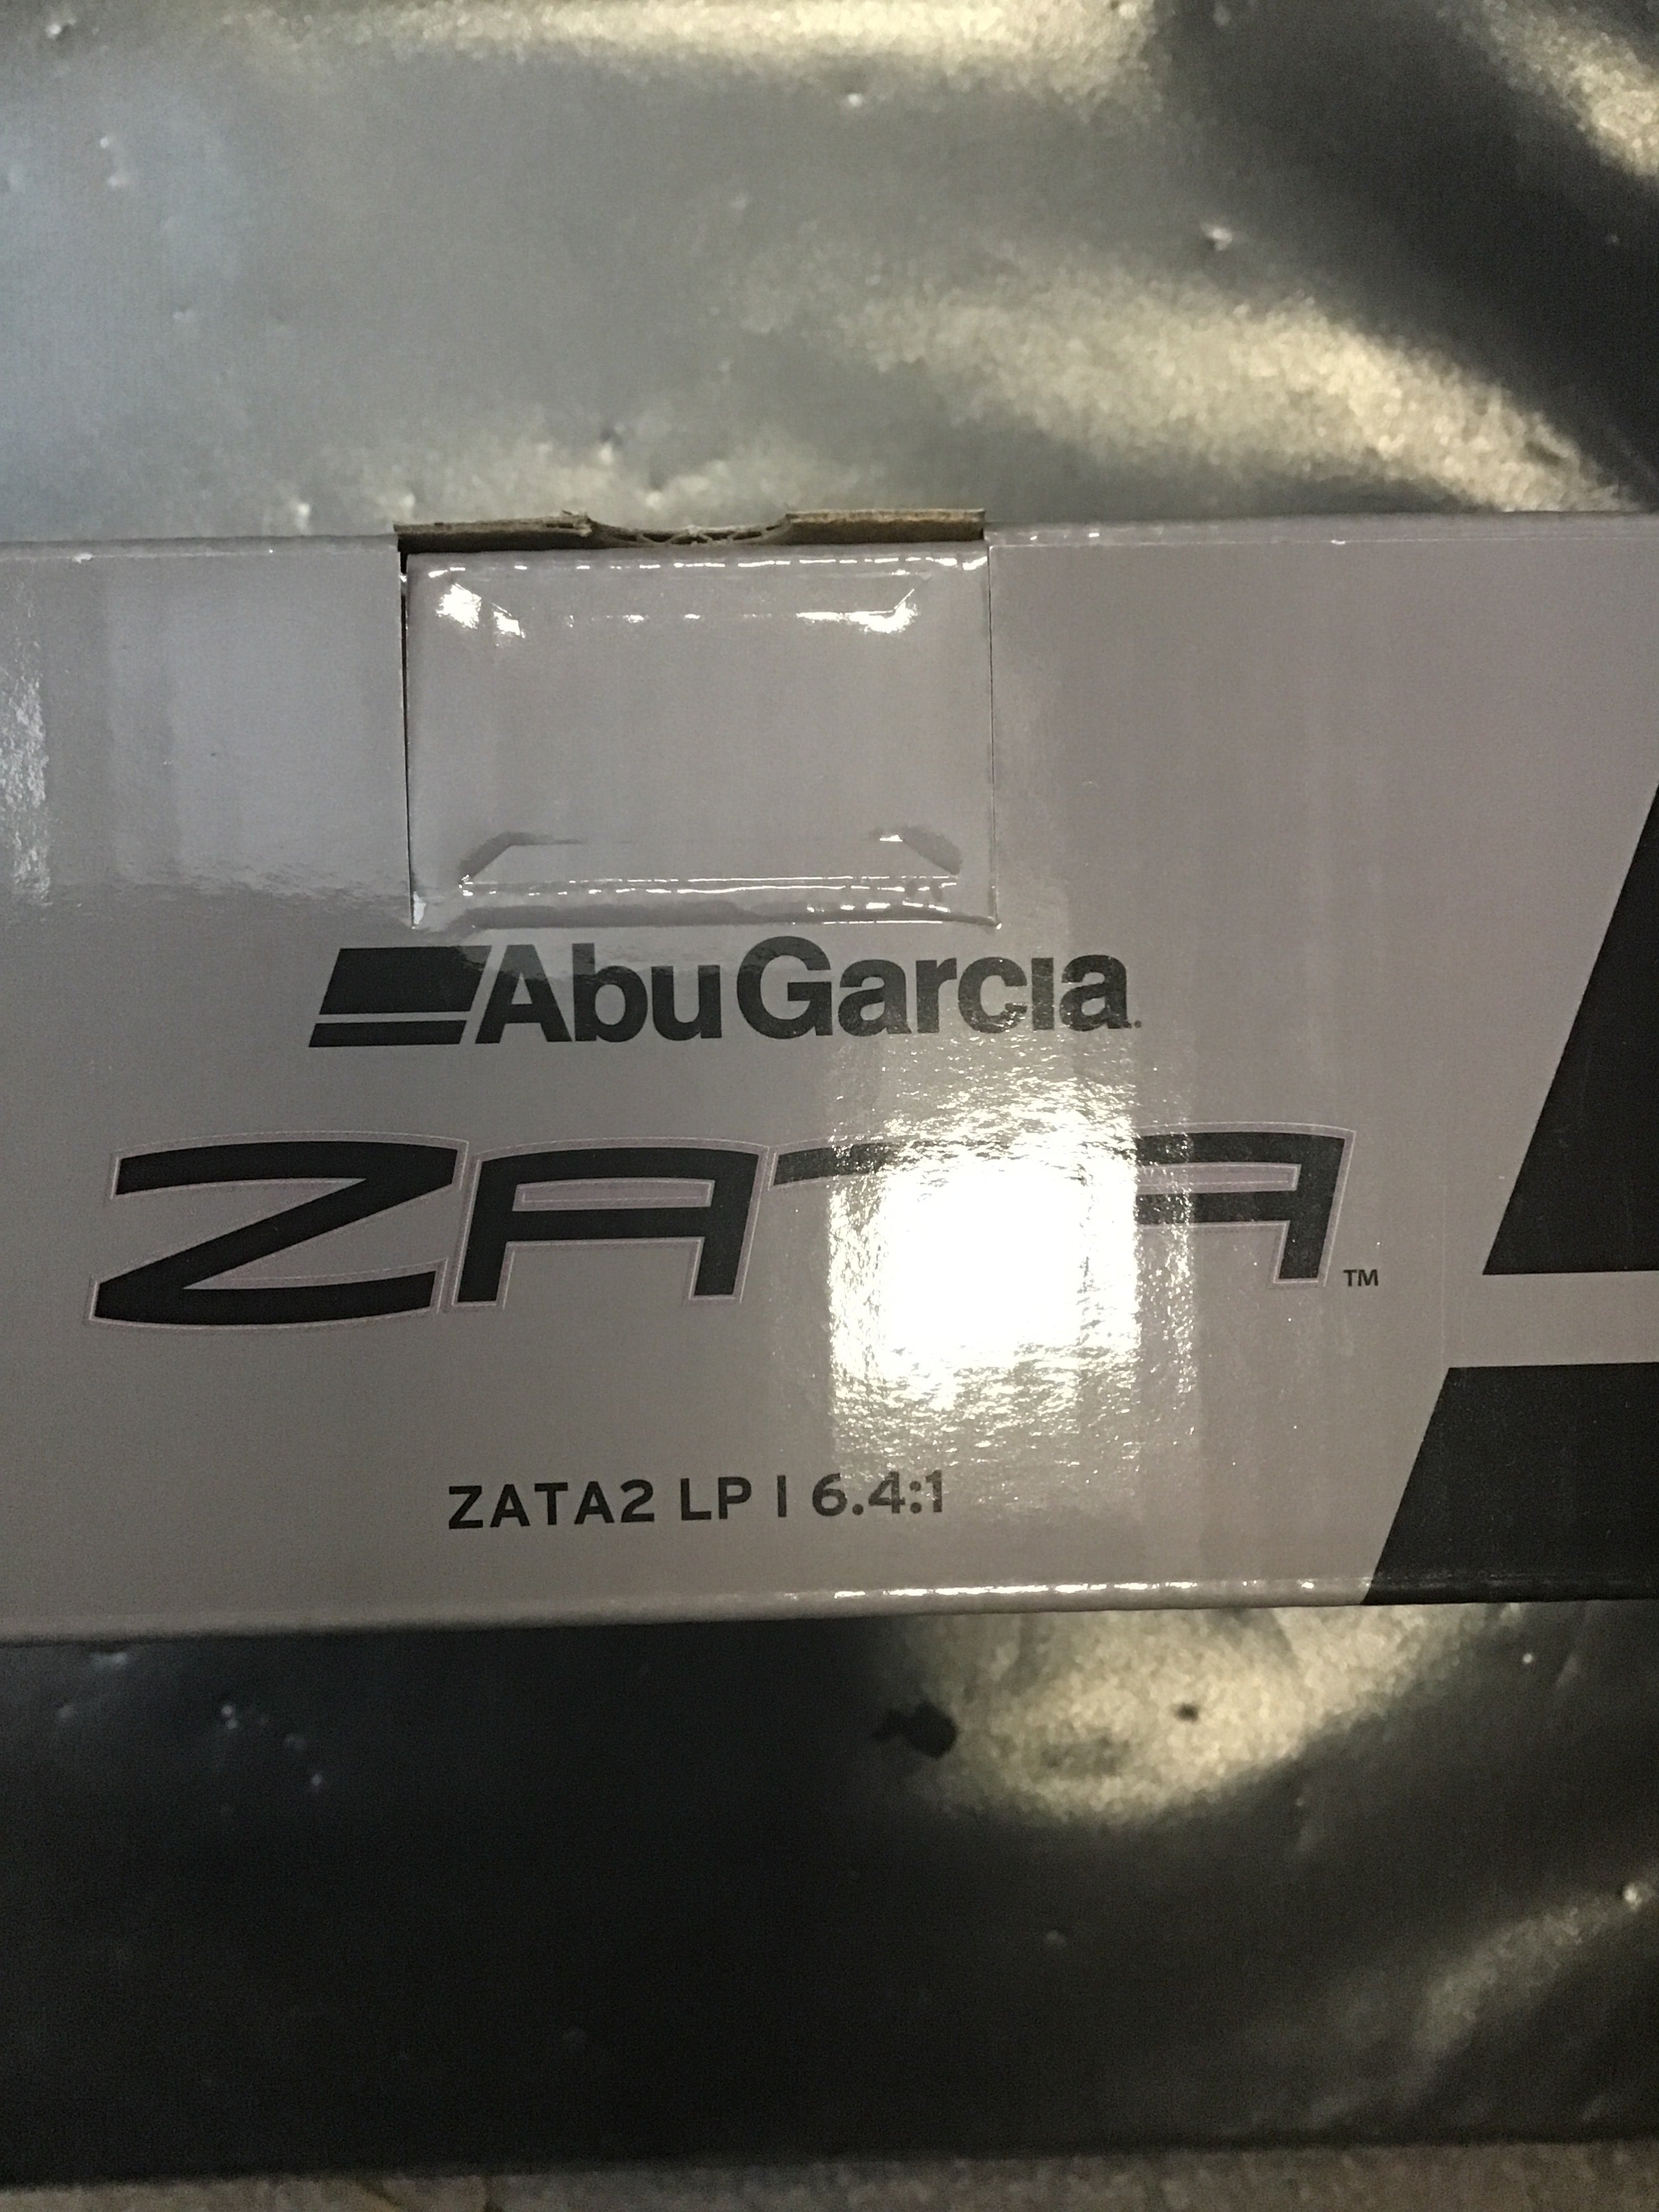 AbuGarcia
ZATA™
ZATA2 LP | 6.4:1